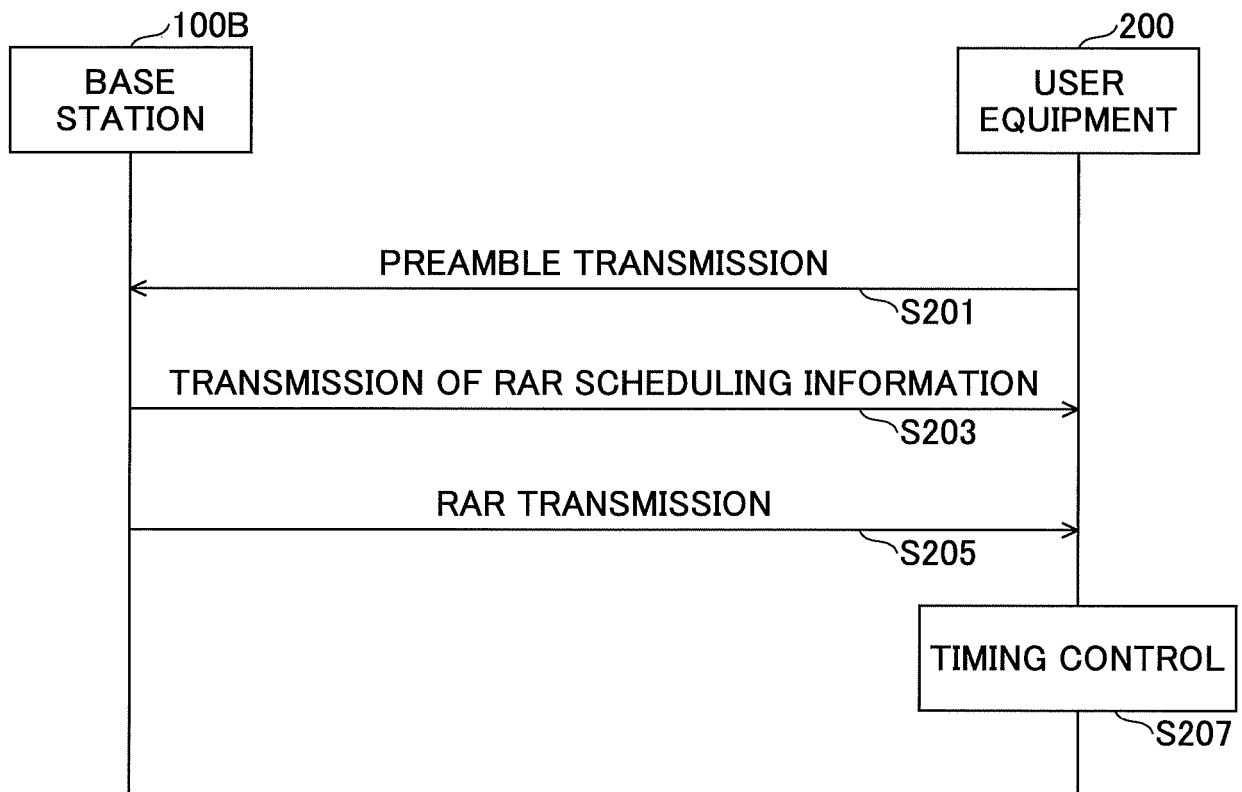 100B
200
BASE
STATION
USER
EQUIPMENT
PREAMBLE TRANSMISSION
S201
TRANSMISSION OF RAR SCHEDULING INFORMATION
S203
RAR TRANSMISSION
S205
TIMING CONTROL
S207